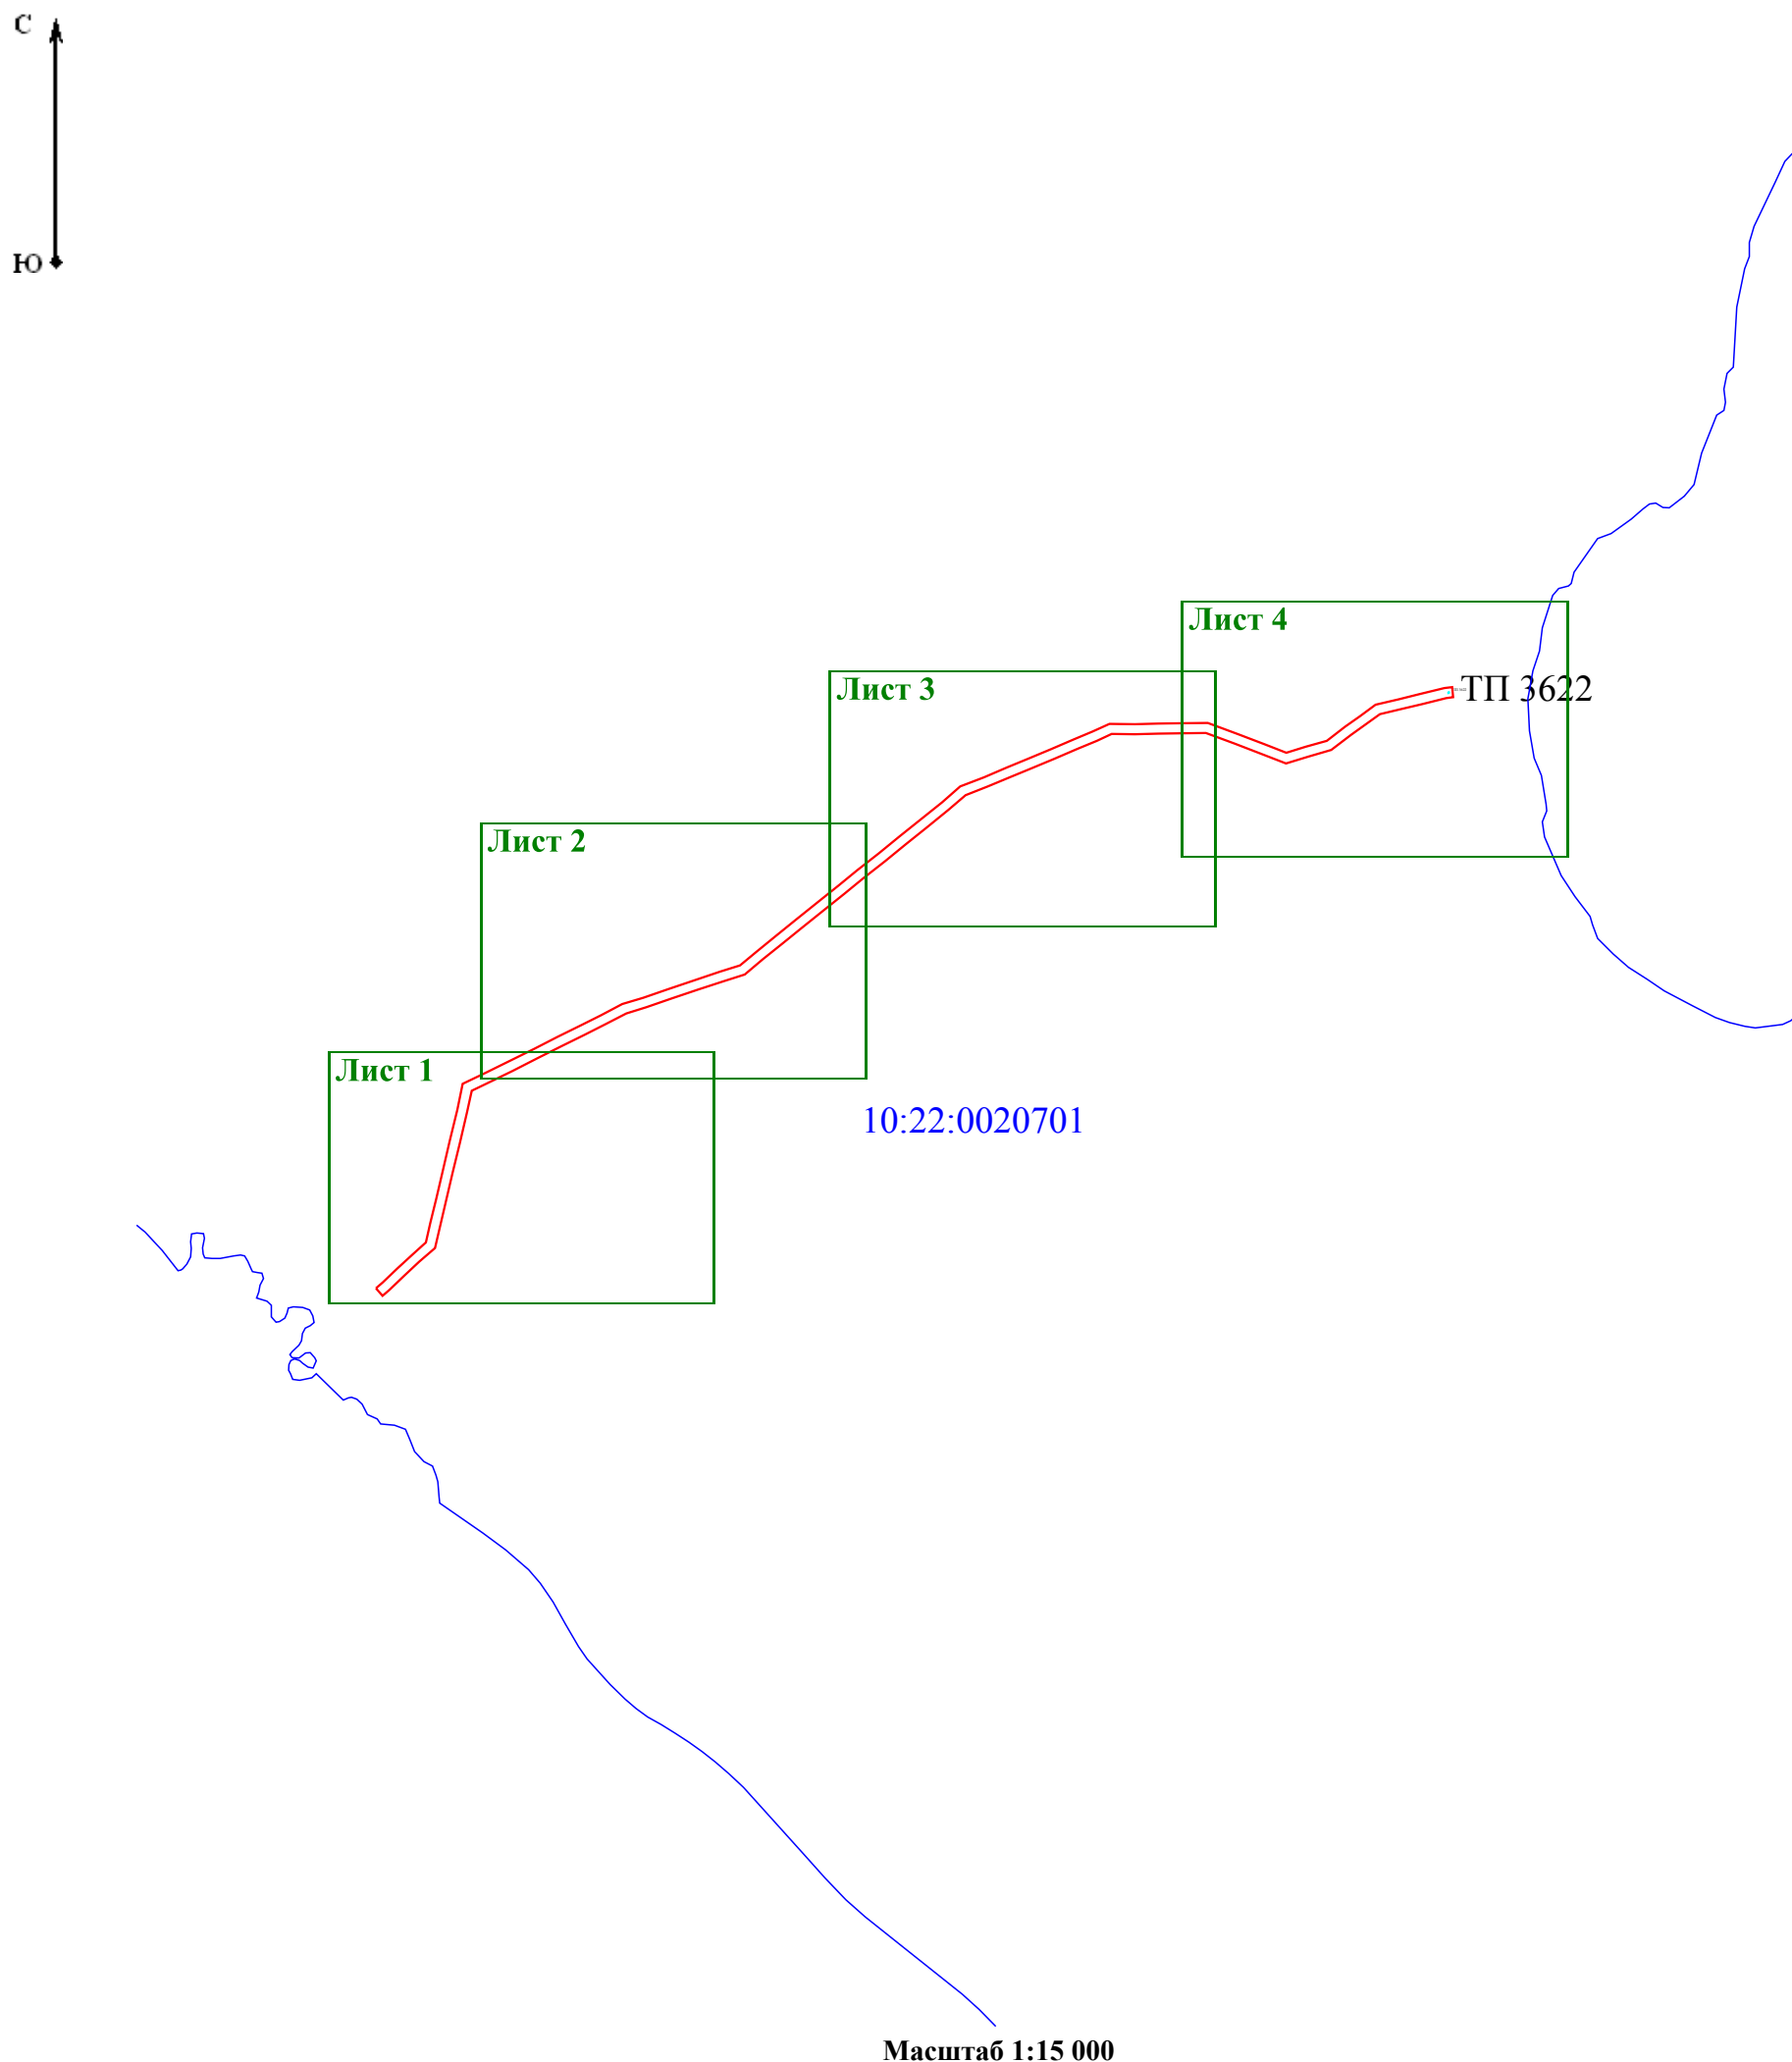 С
Ю
Лист 4
ТП 3622
Лист 3
Лист 2
Лист 1
10:22:0020701
Масштаб 1:15 000